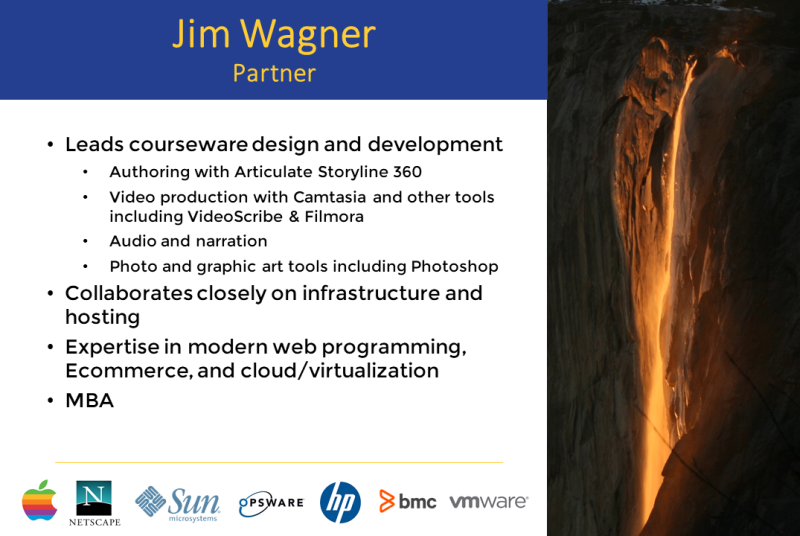 Jim Wagner
Partner
• Leads courseware design and development
• Authoring with Articulate Storyline 360
• Video production with Camtasia and other tools
including VideoScribe & Filmora
• Audio and narration
• Photo and graphic art tools including Photoshop
• Collaborates closely on infrastructure and
hosting
• Expertise in modern web programming,
Ecommerce, and cloud/virtualization
• MBA
N
NETSCAPE
Sun
microsystems
OPSWARE
hp
bmc
vmware